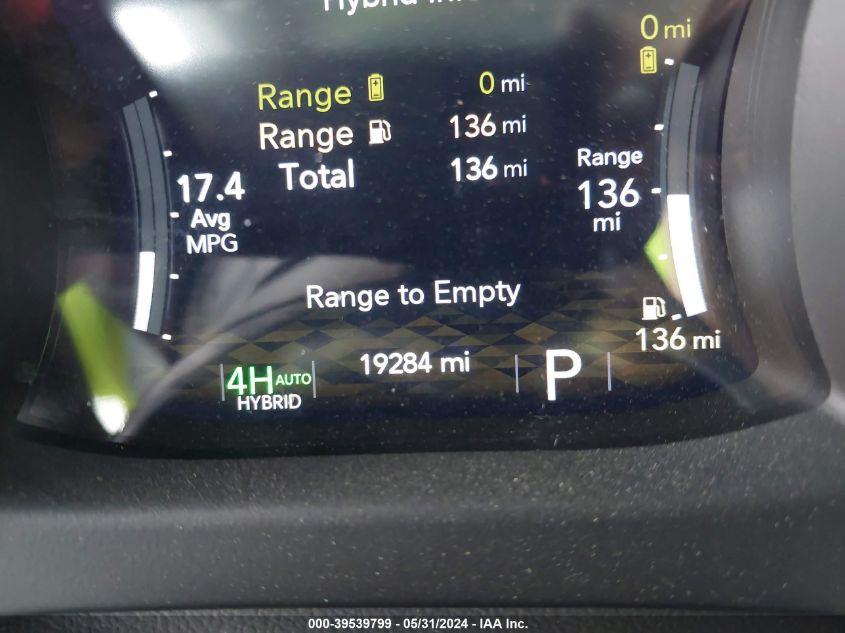 Hybrid
0 mi
Range 0 mi
Range 136 mi
Total 136 mi
17.4
Avg
MPG
Range
136
mi
Range to Empty
136 mi
4H AUTO
HYBRID
19284 mi
P
000-39539799 - 05/31/2024 - IAA Inc.